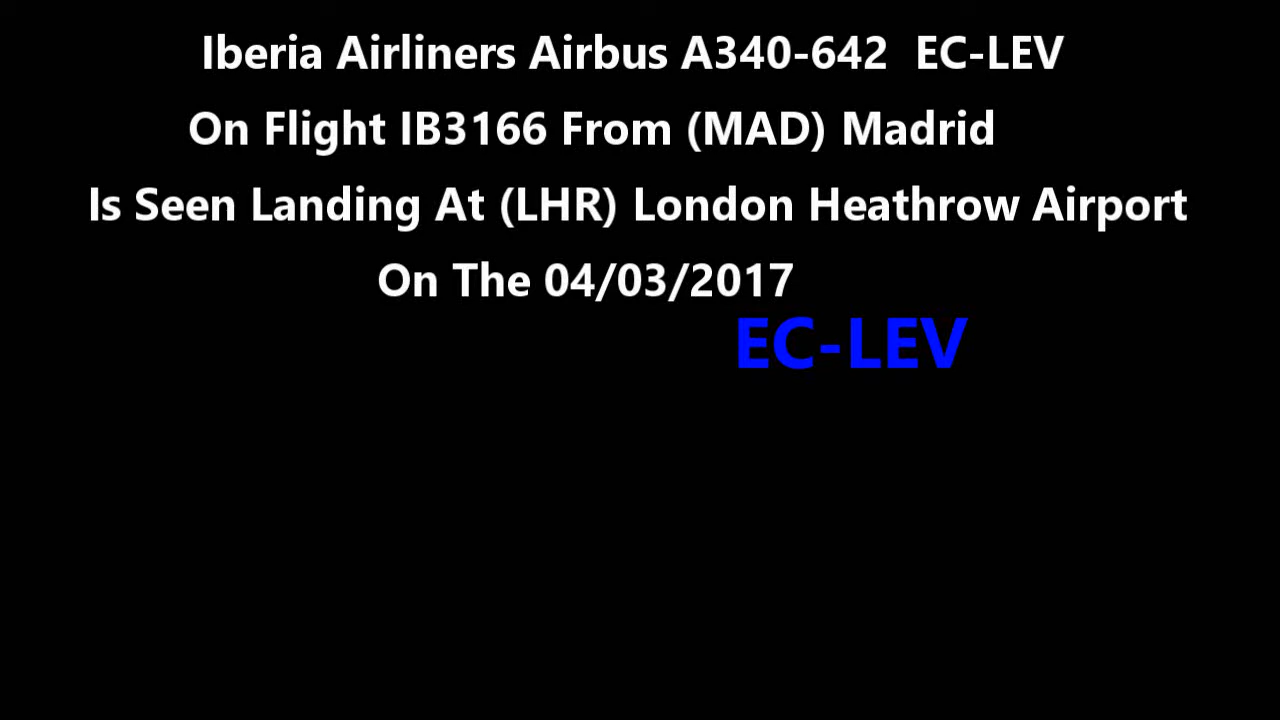 Iberia Airliners Airbus A340-642  EC-LEV
On Flight IB3166 From (MAD) Madrid
Is Seen Landing At (LHR) London Heathrow Airport
On The 04/03/2017
EC-LEV